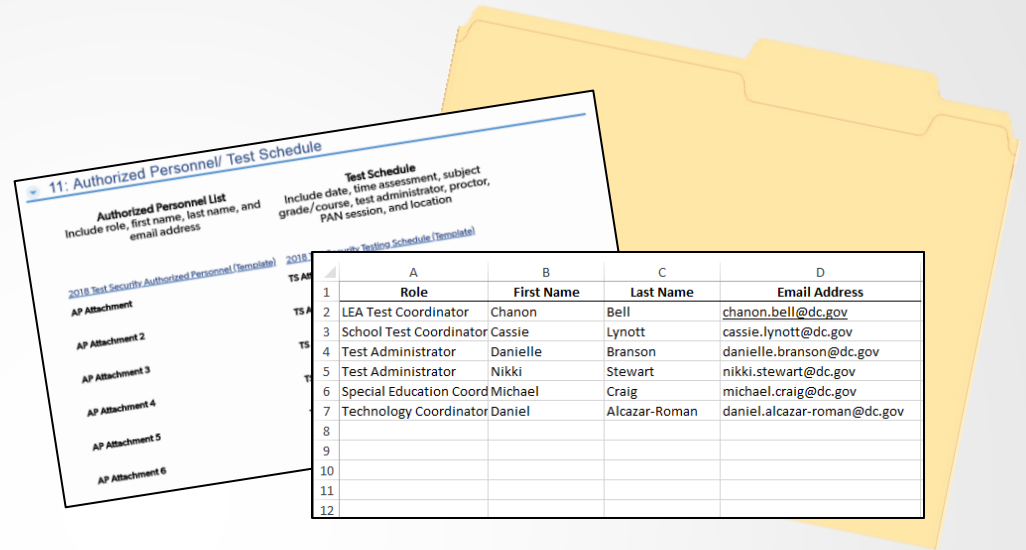 11: Authorized Personnel/ Test Schedule
Authorized Personnel List
Include role, first name, last name, and
email address
Test Schedule
Include date, time assessment, subject
grade/course, test administrator, proctor,
PAN session, and location
2018 Test Security Authorized Personnel (Template)
2018 Security Testing Schedule (Template)
AP Attachment
AP Attachment 2
AP Attachment 3
AP Attachment 4
AP Attachment 5
AP Attachment 6
A B C D
1 Role First Name Last Name Email Address
2 LEA Test Coordinator Chanon Bell chanon.bell@dc.gov
3 School Test Coordinator Cassie Lynott cassie.lynott@dc.gov
4 Test Administrator Danielle Branson danielle.branson@dc.gov
5 Test Administrator Nikki Stewart nikki.stewart@dc.gov
6 Special Education Coord Michael Craig michael.craig@dc.gov
7 Technology Coordinator Daniel Alcazar-Roman daniel.alcazar-roman@dc.gov
8
9
10
11
12